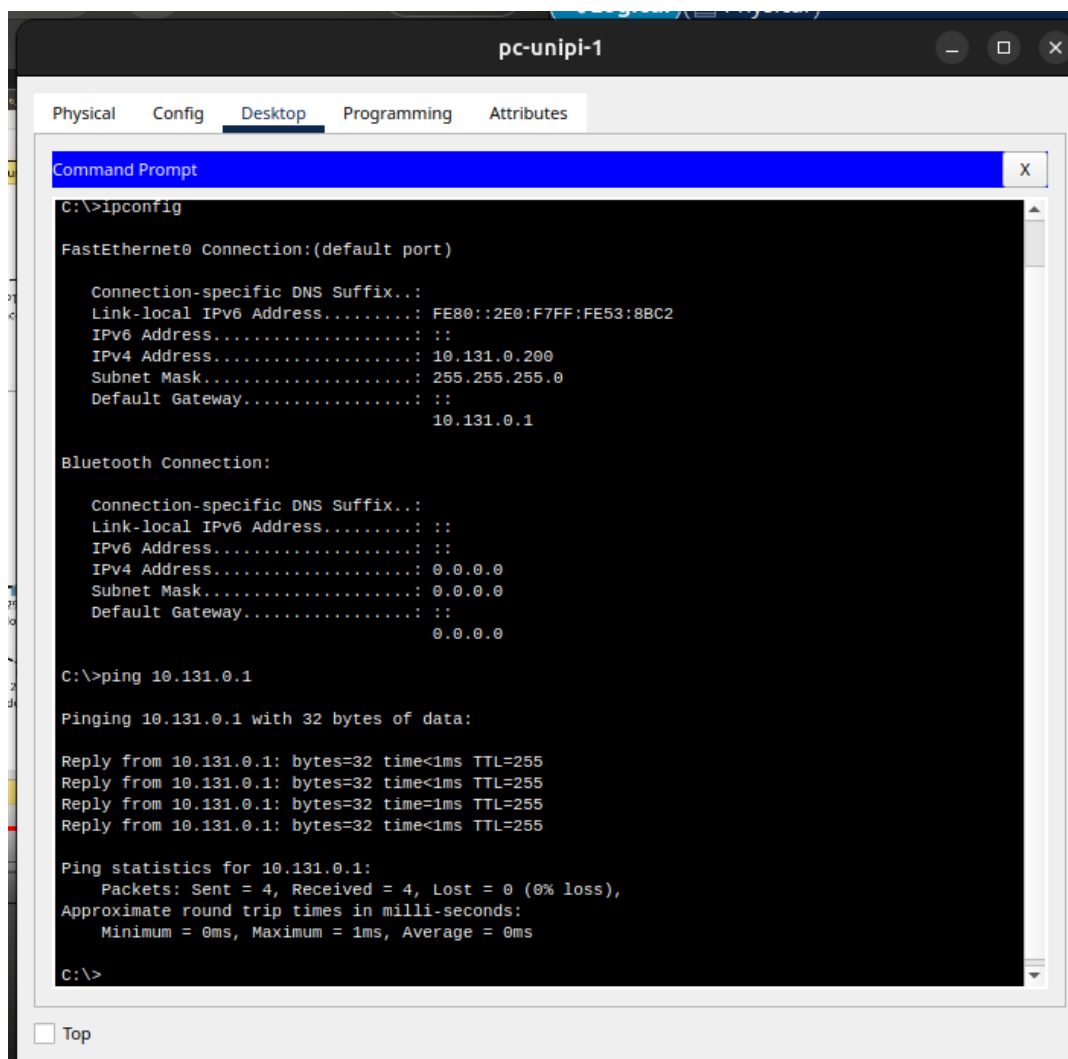 Logical Physical
pc-unipi-1
Physical Config Desktop Programming Attributes
Command Prompt X
C:\>ipconfig
FastEthernet0 Connection:(default port)
Connection-specific DNS Suffix..:
Link-local IPv6 Address.........: FE80::2E0:F7FF:FE53:8BC2
IPv6 Address....................: ::
IPv4 Address....................: 10.131.0.200
Subnet Mask.....................: 255.255.255.0
Default Gateway.................: ::
10.131.0.1
Bluetooth Connection:
Connection-specific DNS Suffix..:
Link-local IPv6 Address.........: ::
IPv6 Address....................: ::
IPv4 Address....................: 0.0.0.0
Subnet Mask.....................: 0.0.0.0
Default Gateway.................: ::
0.0.0.0
C:\>ping 10.131.0.1
Pinging 10.131.0.1 with 32 bytes of data:
Reply from 10.131.0.1: bytes=32 time<1ms TTL=255
Reply from 10.131.0.1: bytes=32 time<1ms TTL=255
Reply from 10.131.0.1: bytes=32 time=1ms TTL=255
Reply from 10.131.0.1: bytes=32 time<1ms TTL=255
Ping statistics for 10.131.0.1:
Packets: Sent = 4, Received = 4, Lost = 0 (0% loss),
Approximate round trip times in milli-seconds:
Minimum = 0ms, Maximum = 1ms, Average = 0ms
C:\>
Top